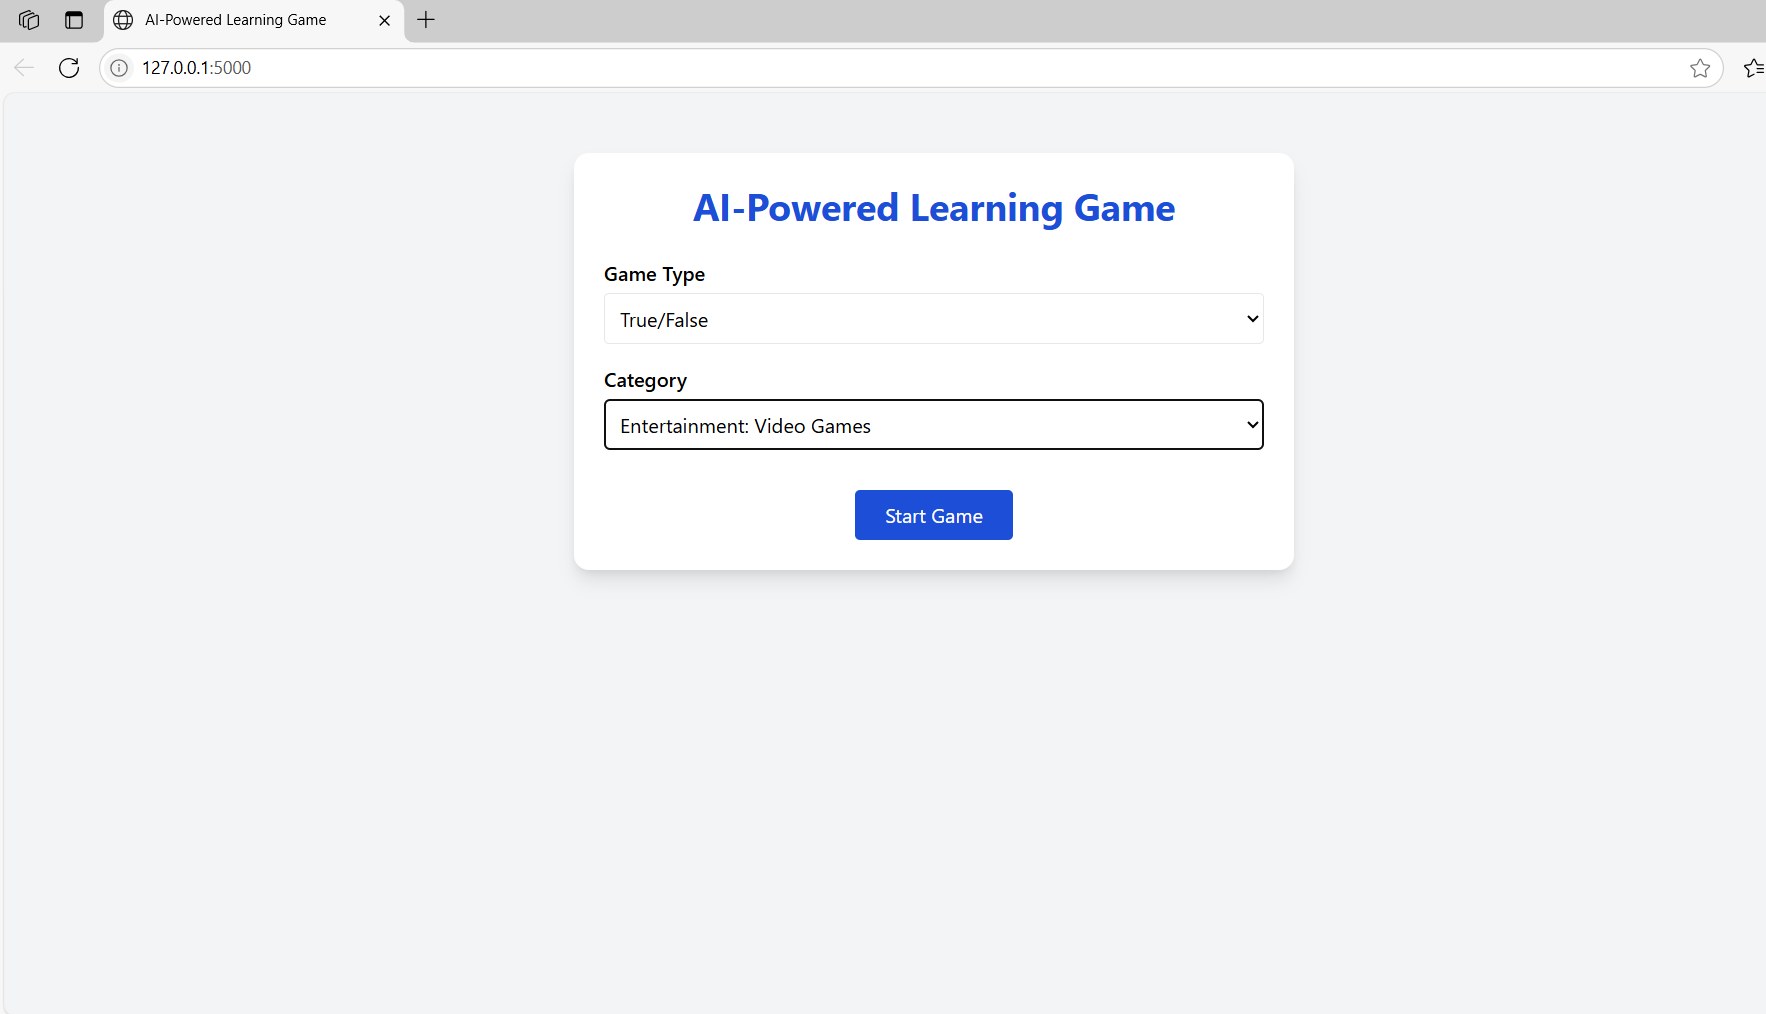 AI-Powered Learning Game
127.0.0.1:5000
AI-Powered Learning Game
Game Type
True/False
Category
Entertainment: Video Games
Start Game